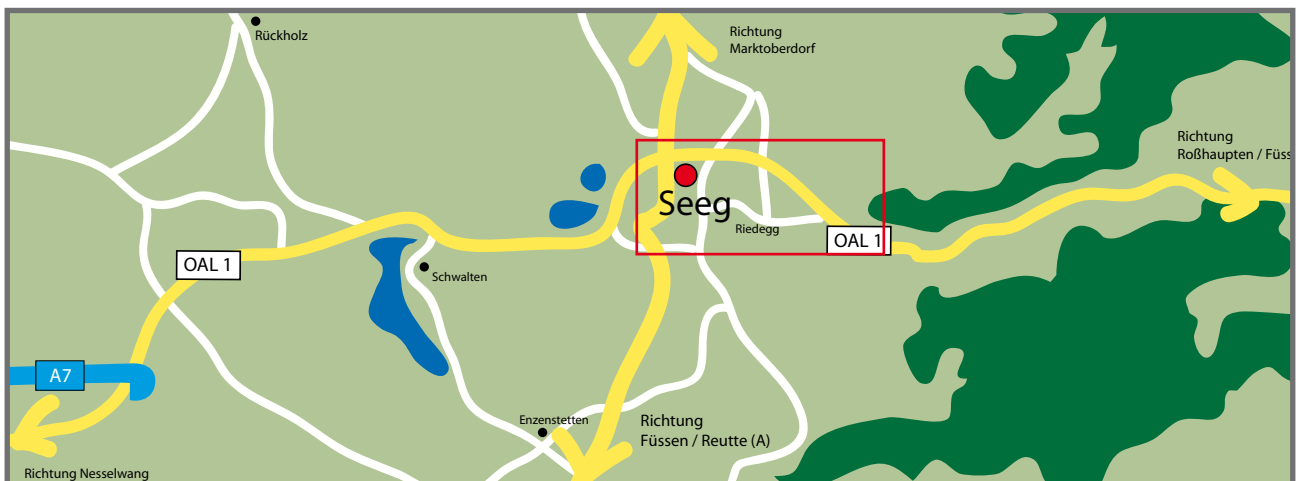 Rückholz
Richtung
Marktoberdorf
Richtung
Roßhaupten / Füss
Seeg
Riedegg
OAL 1
OAL 1
Schwalten
A7
Enzenstetten
Richtung
Füssen / Reutte (A)
Richtung Nesselwang